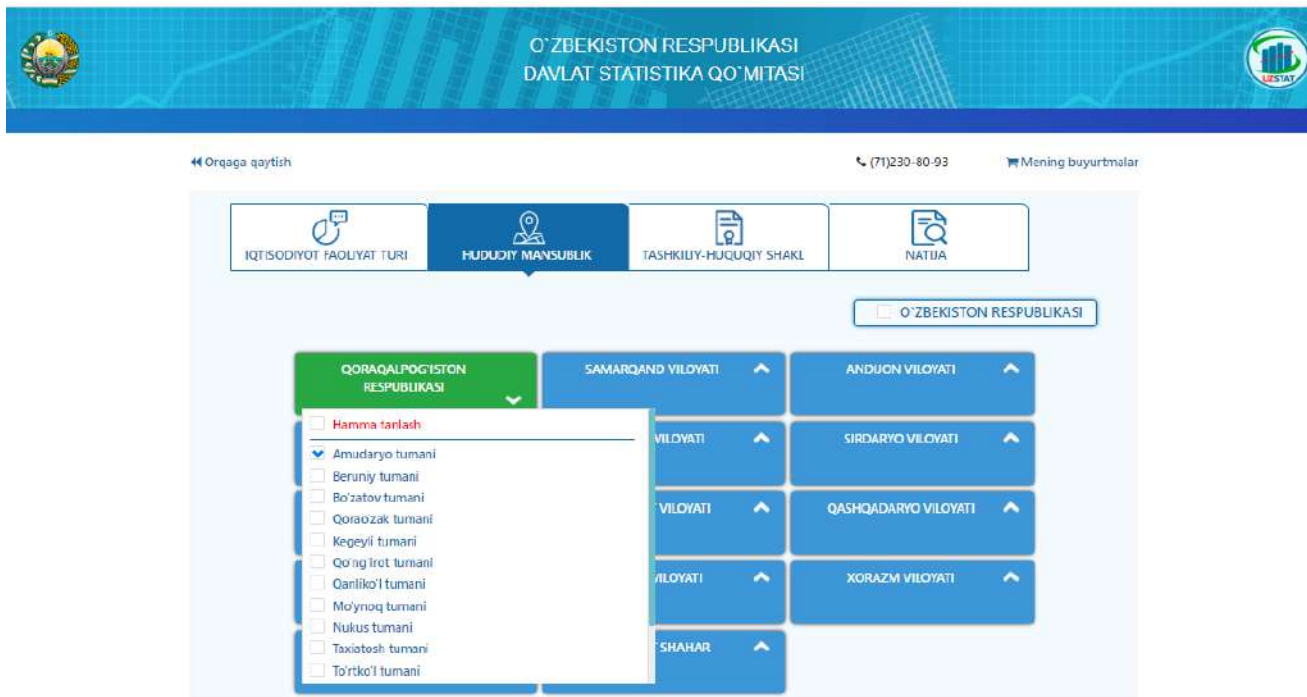 O`ZBEKISTON RESPUBLIKASI
DAVLAT STATISTIKA QO`MITASI
UZSTAT
Orqaga qaytish
(71)230-80-93
Mening buyurtmalar
IQTISODIYOT FAOLIYAT TURI
HUDUDIY MANSUBLIK
TASHKILIY-HUQUQIY SHAKL
NATIJA
O`ZBEKISTON RESPUBLIKASI
QORAQALPOG'ISTON
RESPUBLIKASI
SAMARQAND VILOYATI
ANDIJON VILOYATI
Hamma tanlash
VILOYATI
SIRDARYO VILOYATI
Amudaryo tumani
Beruniy tumani
Bo'zatov tumani
VILOYATI
QASHQADARYO VILOYATI
Qorao'zak tumani
Kegeyli tumani
Qo'ng'irot tumani
Qanliko'l tumani
VILOYATI
XORAZM VILOYATI
Mo'ynoq tumani
Nukus tumani
Taxiatosh tumani
SHAHAR
To'rtko'l tumani